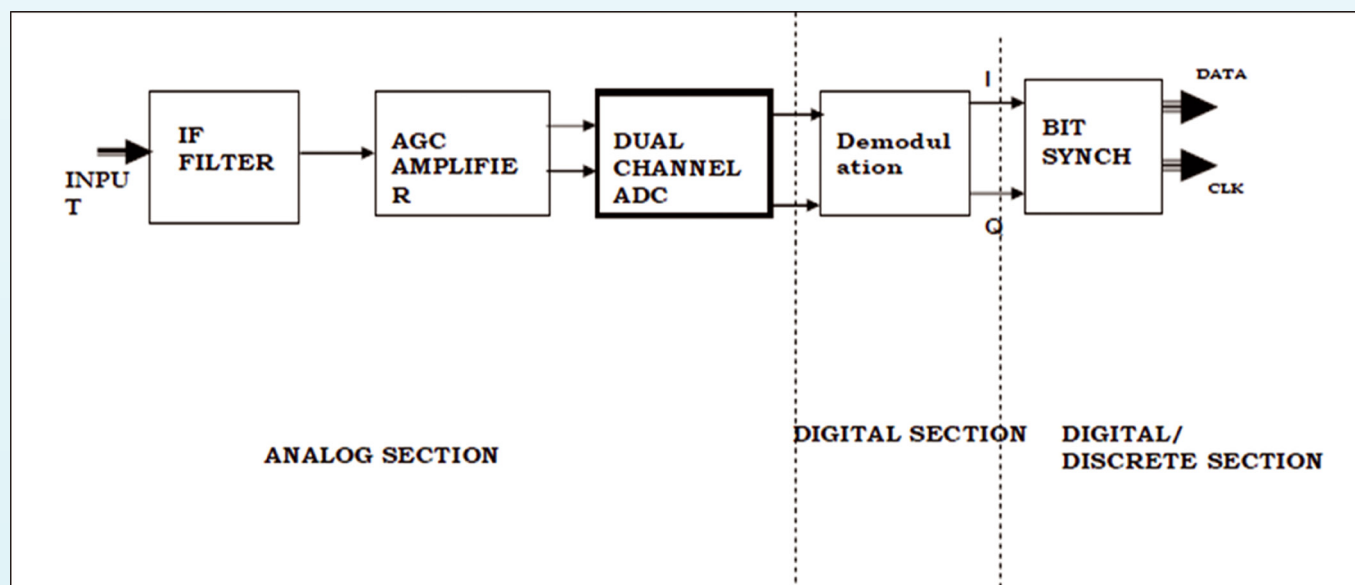 INPU
T
IF
FILTER
AGC
AMPLIFIE
R
DUAL
CHANNEL
ADC
Demodul
ation
I
Q
BIT
SYNCH
DATA
CLK
ANALOG SECTION
DIGITAL SECTION
DIGITAL/
DISCRETE SECTION